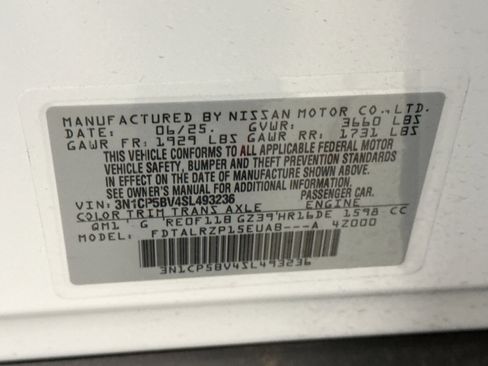 MANUFACTURED BY NISSAN MOTOR CO., LTD.
DATE: 06/25. GVWR: 3660 LBS
GAWR FR: 1929 LBS GAWR RR: 1731 LBS
THIS VEHICLE CONFORMS TO ALL APPLICABLE FEDERAL MOTOR
VEHICLE SAFETY, BUMPER AND THEFT PREVENTION STANDARDS
IN EFFECT ON THE DATE OF MANUFACTURE SHOWN ABOVE.
SEE OWNER'S MANUAL FOR ADDITIONAL INFORMATION
VIN: 3N1CP5BV4SL493236 PASSENGER CAR
COLOR TRIM TRANS AXLE ENGINE
QM1 G RE0F11B GZ39 HR16DE 1598 CC
MODEL: FDTALRZP15EUAB---A 4Z000
3N1CP5BV4SL493236